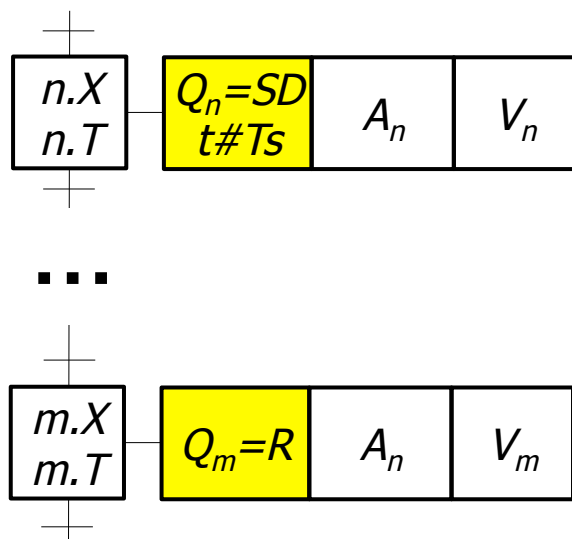 n.X
n.T
Qₙ=SD
t#Ts
Aₙ
Vₙ
...
m.X
m.T
Qₘ=R
Aₙ
Vₘ